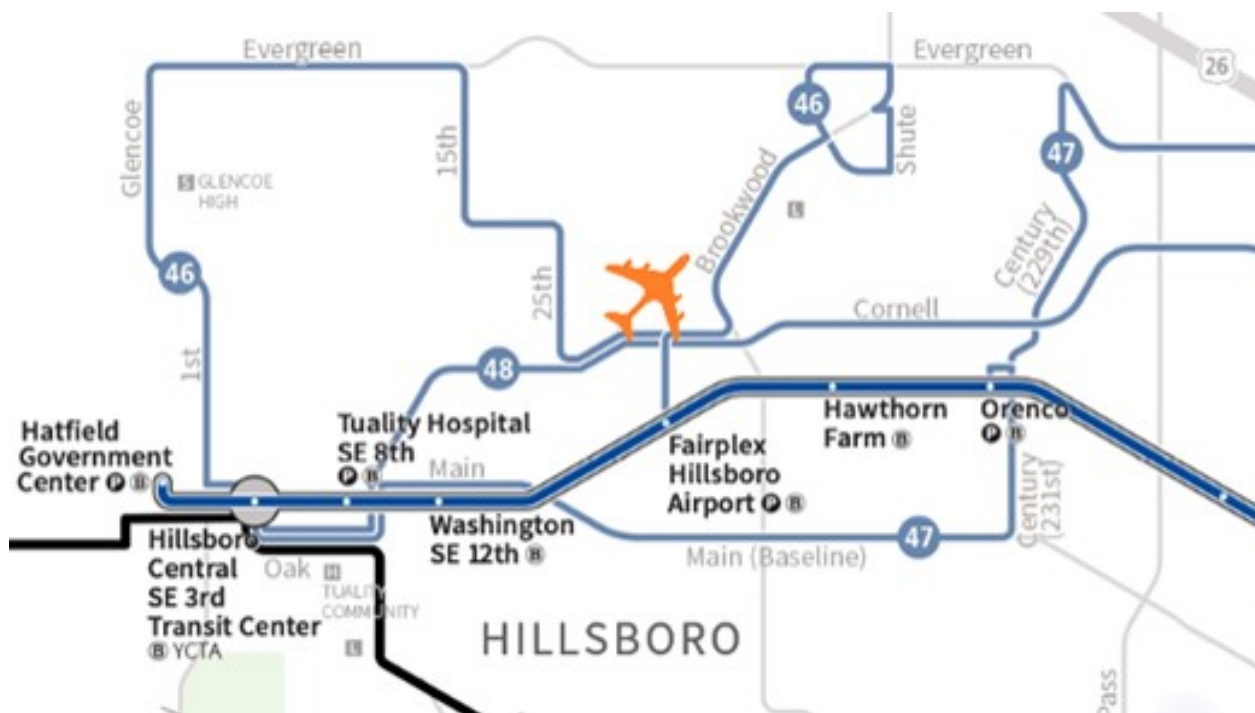 Evergreen
Evergreen
26
46
47
Glencoe
15th
Shute
S GLENCOE
HIGH
L
Brookwood
Century
(229th)
46
25th
Cornell
1st
48
Hatfield
Government
Center P B
Tuality Hospital
SE 8th
P B
Main
Hawthorn
Farm B
Orenco
P B
Fairplex
Hillsboro
Airport P B
Washington
SE 12th B
47
Century
(231st)
Main (Baseline)
Hillsboro
Central
SE 3rd
Transit Center
B YCTA
Oak
H
TUALITY
COMMUNITY
L
HILLSBORO
Pass